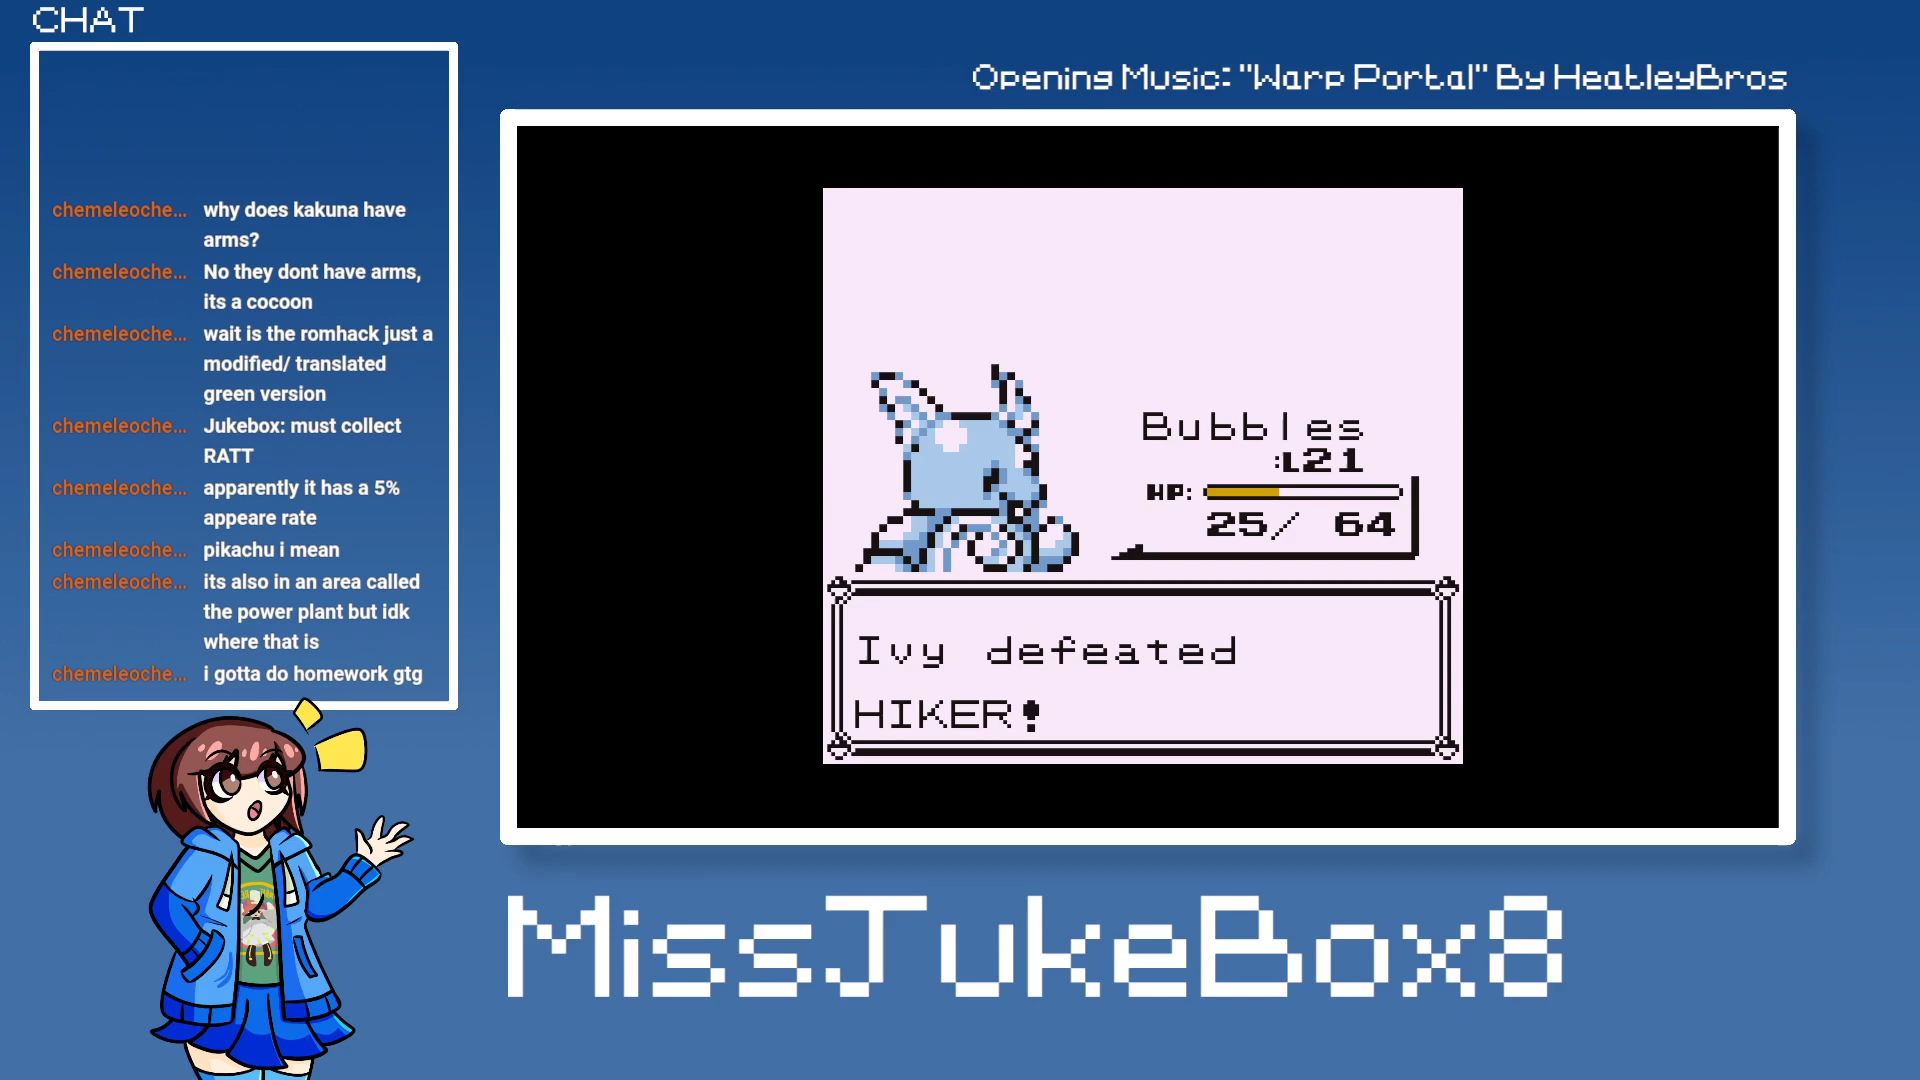 CHAT
Opening Music: "Warp Portal" By HeatleyBros
chemeleoche... why does kakuna have
arms?
chemeleoche... No they dont have arms,
its a cocoon
chemeleoche... wait is the romhack just a
modified/ translated
green version
chemeleoche... Jukebox: must collect
RATT
chemeleoche... apparently it has a 5%
appeare rate
chemeleoche... pikachu i mean
chemeleoche... its also in an area called
the power plant but idk
where that is
chemeleoche... i gotta do homework gtg
Bubbles
:L21
HP:
25/ 64
Ivy defeated
HIKER!
MissJukeBox8